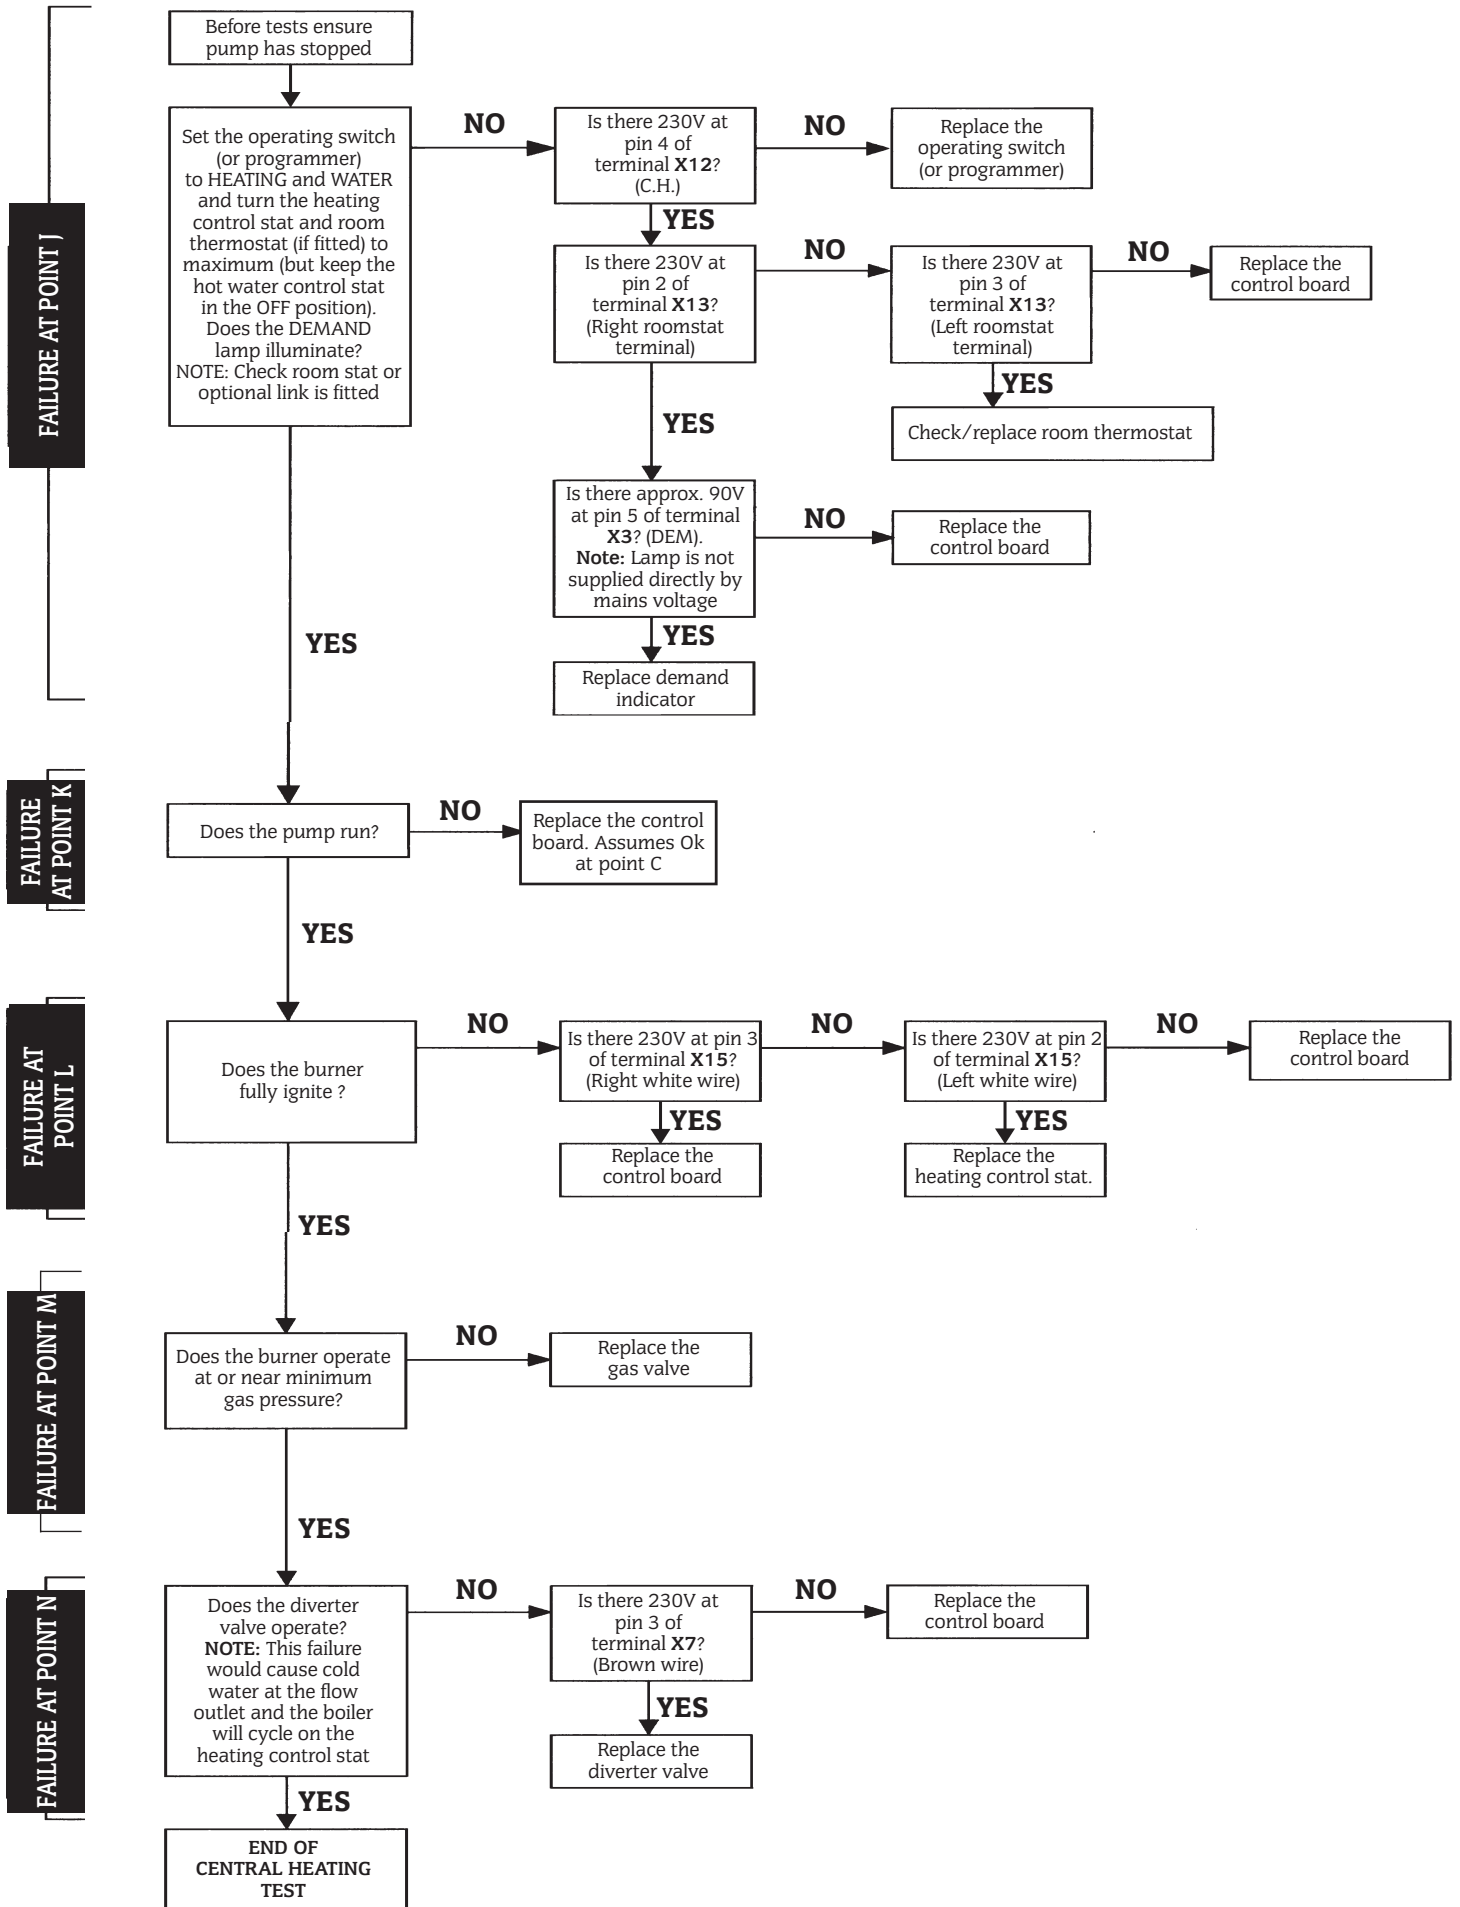 Before tests ensure
pump has stopped
FAILURE AT POINT J
Set the operating switch
(or programmer)
to HEATING and WATER
and turn the heating
control stat and room
thermostat (if fitted) to
maximum (but keep the
hot water control stat
in the OFF position).
Does the DEMAND
lamp illuminate?
NOTE: Check room stat or
optional link is fitted
NO
Is there 230V at
pin 4 of
terminal X12?
(C.H.)
NO
Replace the
operating switch
(or programmer)
YES
Is there 230V at
pin 2 of
terminal X13?
(Right roomstat
terminal)
NO
Is there 230V at
pin 3 of
terminal X13?
(Left roomstat
terminal)
NO
Replace the
control board
YES
Check/replace room thermostat
YES
Is there approx. 90V
at pin 5 of terminal
X3? (DEM).
Note: Lamp is not
supplied directly by
mains voltage
NO
Replace the
control board
YES
Replace demand
indicator
YES
FAILURE
AT POINT K
Does the pump run?
NO
Replace the control
board. Assumes Ok
at point C
YES
FAILURE AT
POINT L
Does the burner
fully ignite ?
NO
Is there 230V at pin 3
of terminal X15?
(Right white wire)
NO
Is there 230V at pin 2
of terminal X15?
(Left white wire)
NO
Replace the
control board
YES
Replace the
control board
YES
Replace the
heating control stat.
YES
FAILURE AT POINT M
Does the burner operate
at or near minimum
gas pressure?
NO
Replace the
gas valve
YES
FAILURE AT POINT N
Does the diverter
valve operate?
NOTE: This failure
would cause cold
water at the flow
outlet and the boiler
will cycle on the
heating control stat
NO
Is there 230V at
pin 3 of
terminal X7?
(Brown wire)
NO
Replace the
control board
YES
Replace the
diverter valve
YES
END OF
CENTRAL HEATING
TEST